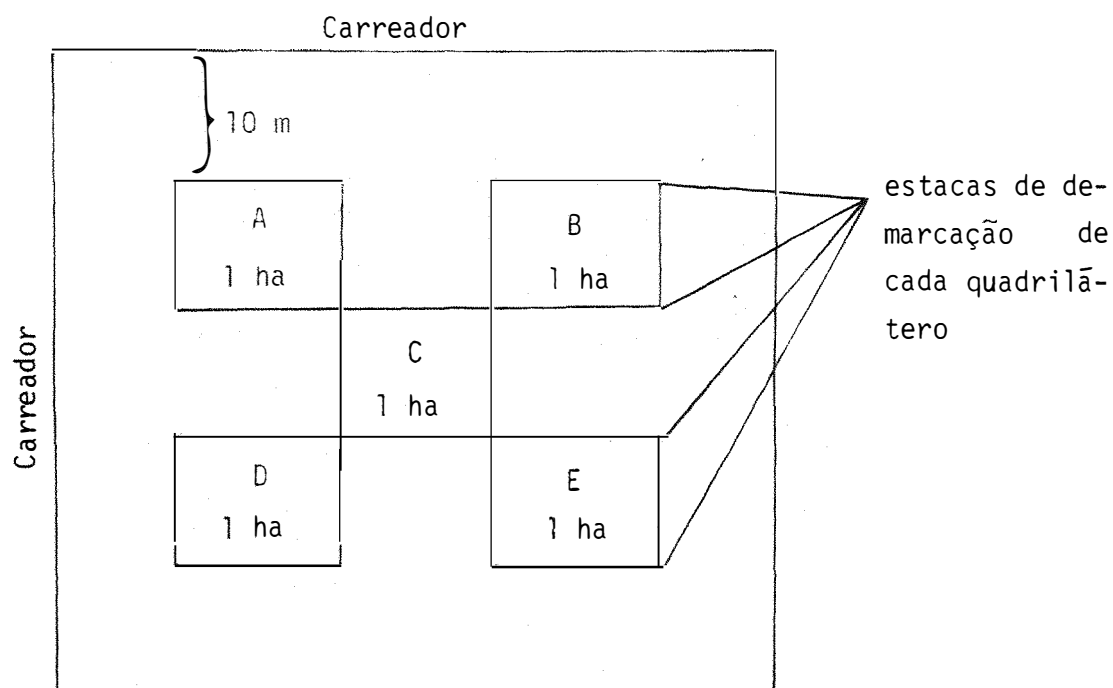 Carreador
10 m
A
1 ha
B
1 ha
estacas de de-
marcação de
cada quadrilã-
tero
C
1 ha
Carreador
D
1 ha
E
1 ha